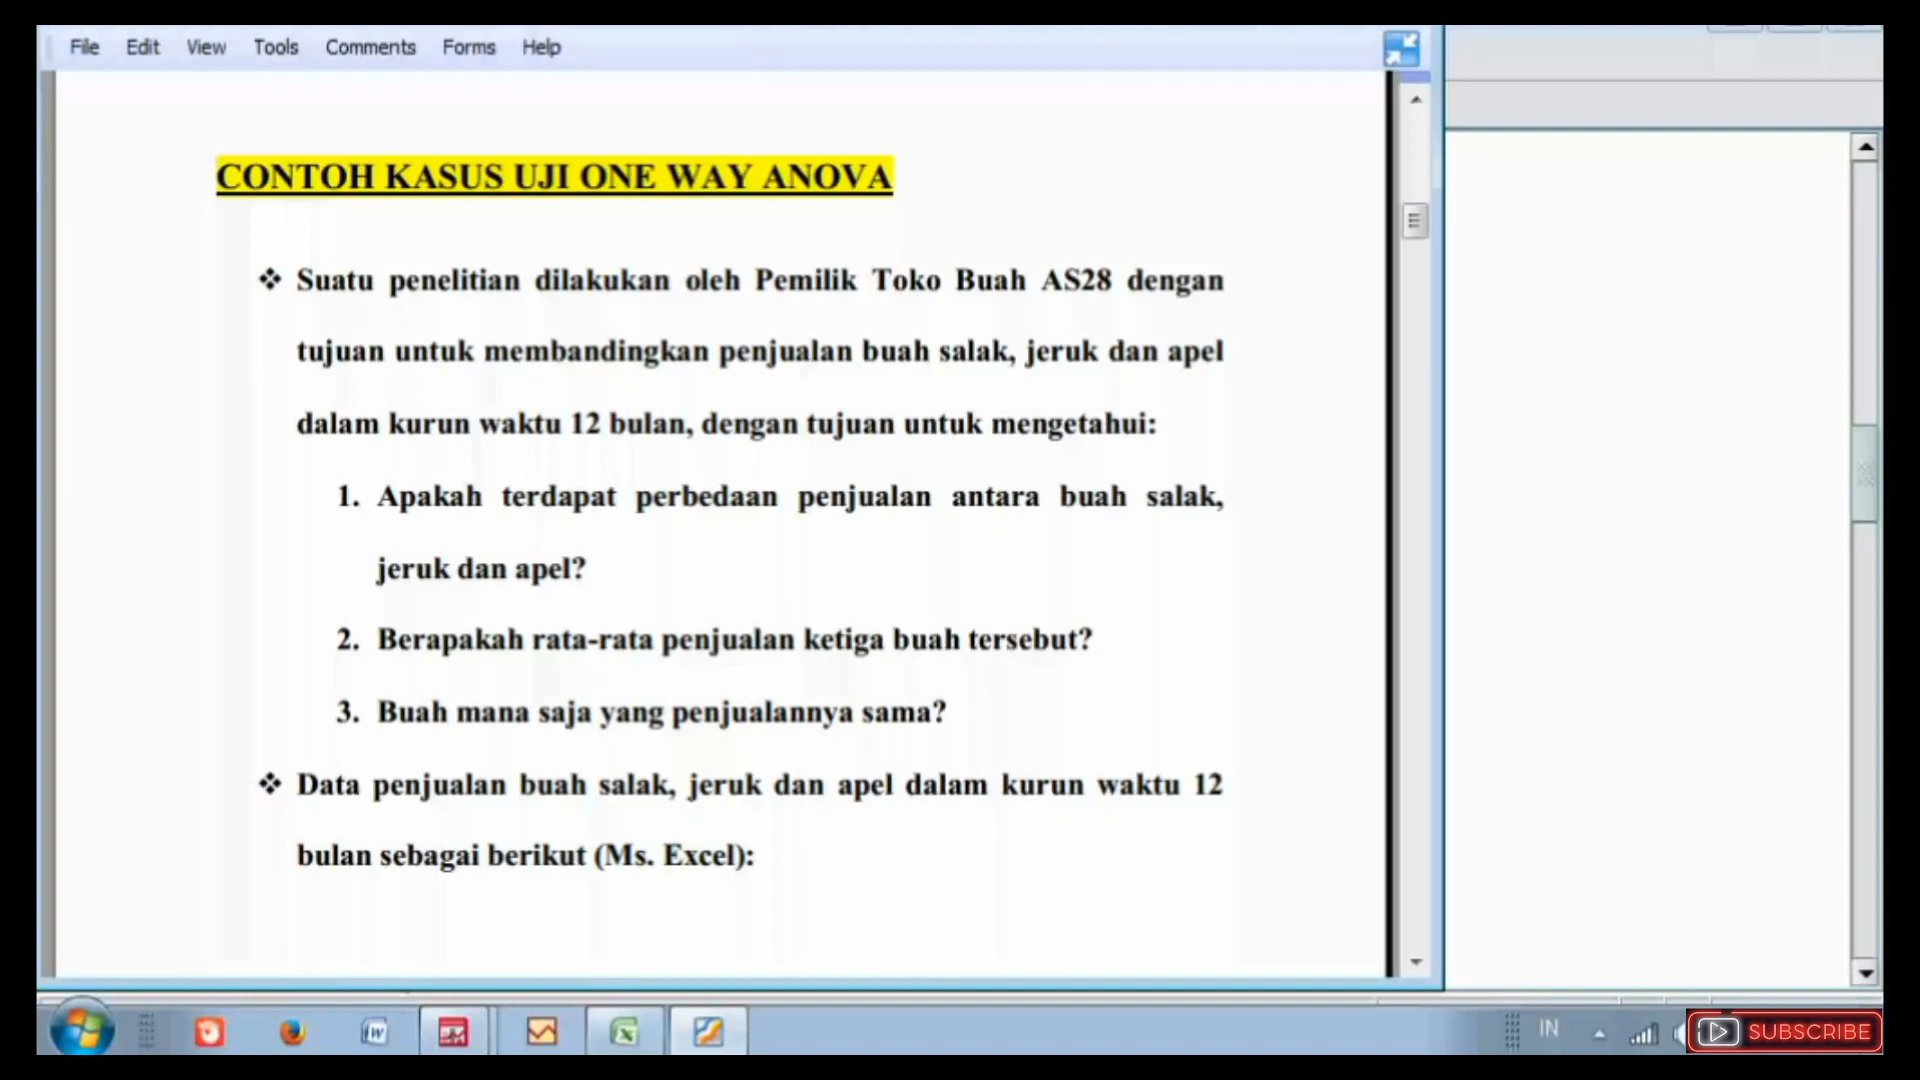 File Edit View Tools Comments Forms Help
CONTOH KASUS UJI ONE WAY ANOVA
❖ Suatu penelitian dilakukan oleh Pemilik Toko Buah AS28 dengan
tujuan untuk membandingkan penjualan buah salak, jeruk dan apel
dalam kurun waktu 12 bulan, dengan tujuan untuk mengetahui:
1. Apakah terdapat perbedaan penjualan antara buah salak,
jeruk dan apel?
2. Berapakah rata-rata penjualan ketiga buah tersebut?
3. Buah mana saja yang penjualannya sama?
❖ Data penjualan buah salak, jeruk dan apel dalam kurun waktu 12
bulan sebagai berikut (Ms. Excel):
IN
SUBSCRIBE